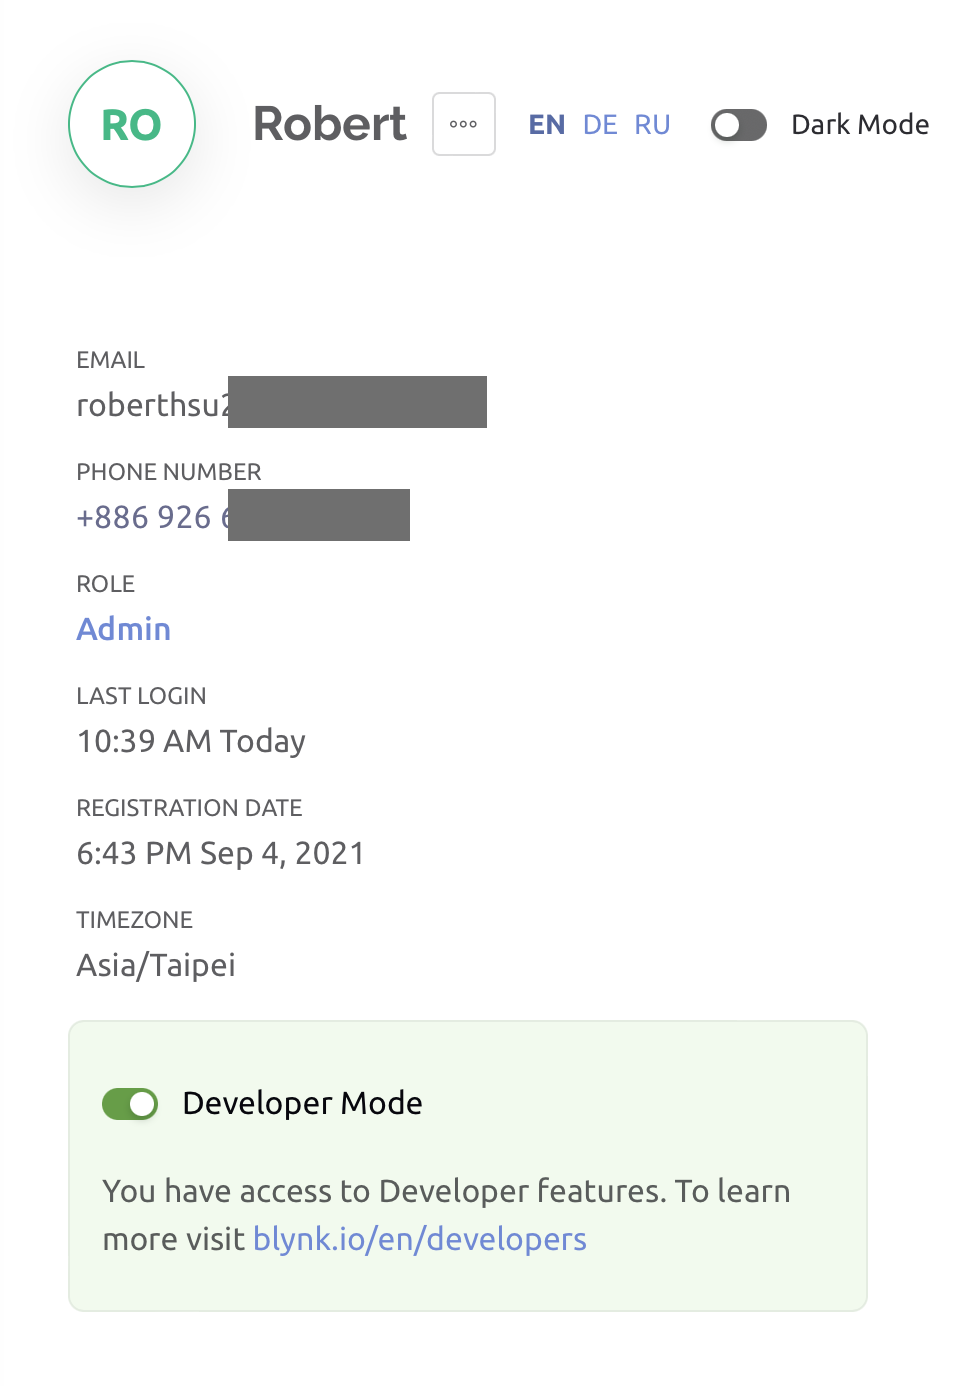 RO
Robert
EN DE RU
Dark Mode
EMAIL
roberthsu2
PHONE NUMBER
+886 926
ROLE
Admin
LAST LOGIN
10:39 AM Today
REGISTRATION DATE
6:43 PM Sep 4, 2021
TIMEZONE
Asia/Taipei
Developer Mode
You have access to Developer features. To learn
more visit blynk.io/en/developers